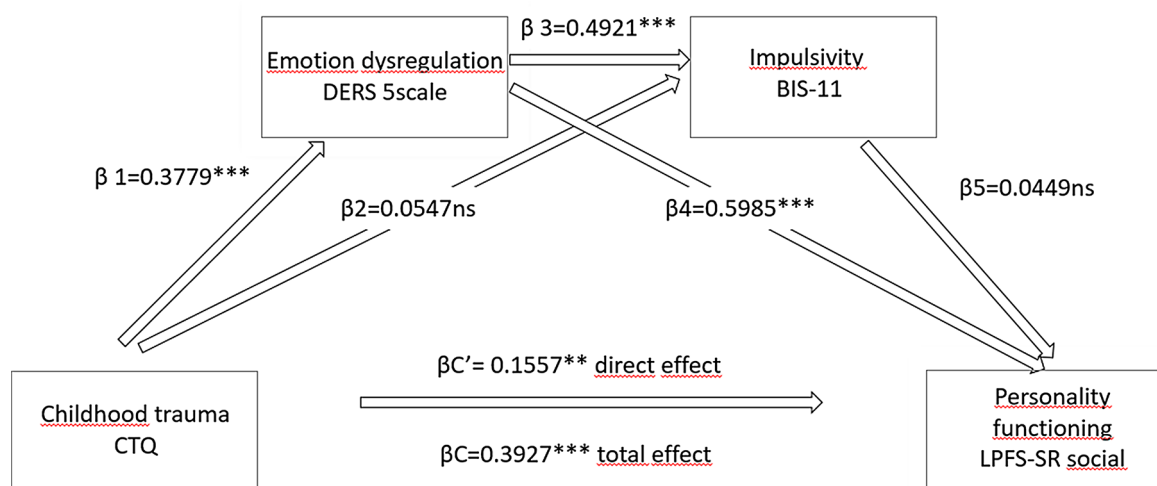 β 3=0.4921***
Emotion dysregulation
DERS 5scale
Impulsivity
BIS-11
β 1=0.3779***
β2=0.0547ns
β4=0.5985***
β5=0.0449ns
βC’= 0.1557** direct effect
Childhood trauma
CTQ
βC=0.3927*** total effect
Personality
functioning
LPFS-SR social